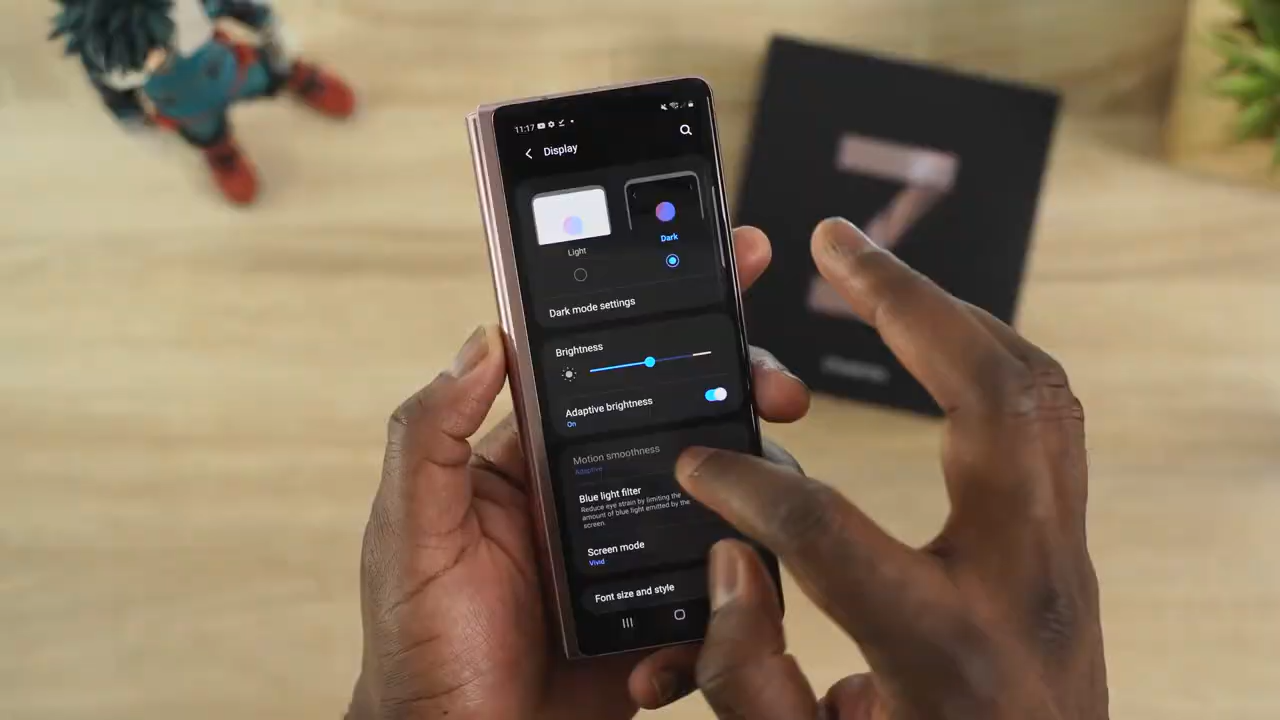 11:17
Display
Light
Dark
Dark mode settings
Brightness
Adaptive brightness
On
Motion smoothness
Adaptive
Blue light filter
Reduce eye strain by limiting the
amount of blue light emitted by the
screen.
Screen mode
Vivid
Font size and style
Z